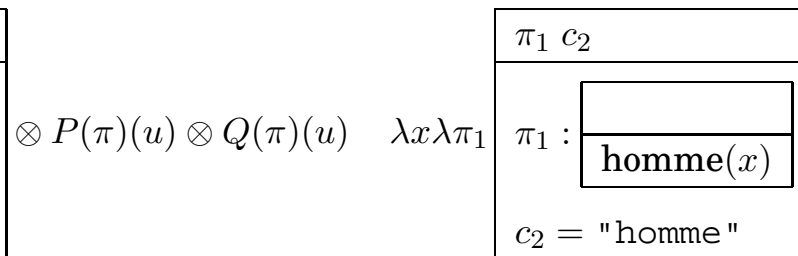 π₁ c₂
⊗ P(π)(u) ⊗ Q(π)(u) λxλπ₁ π₁ :
homme(x)
c₂ = "homme"